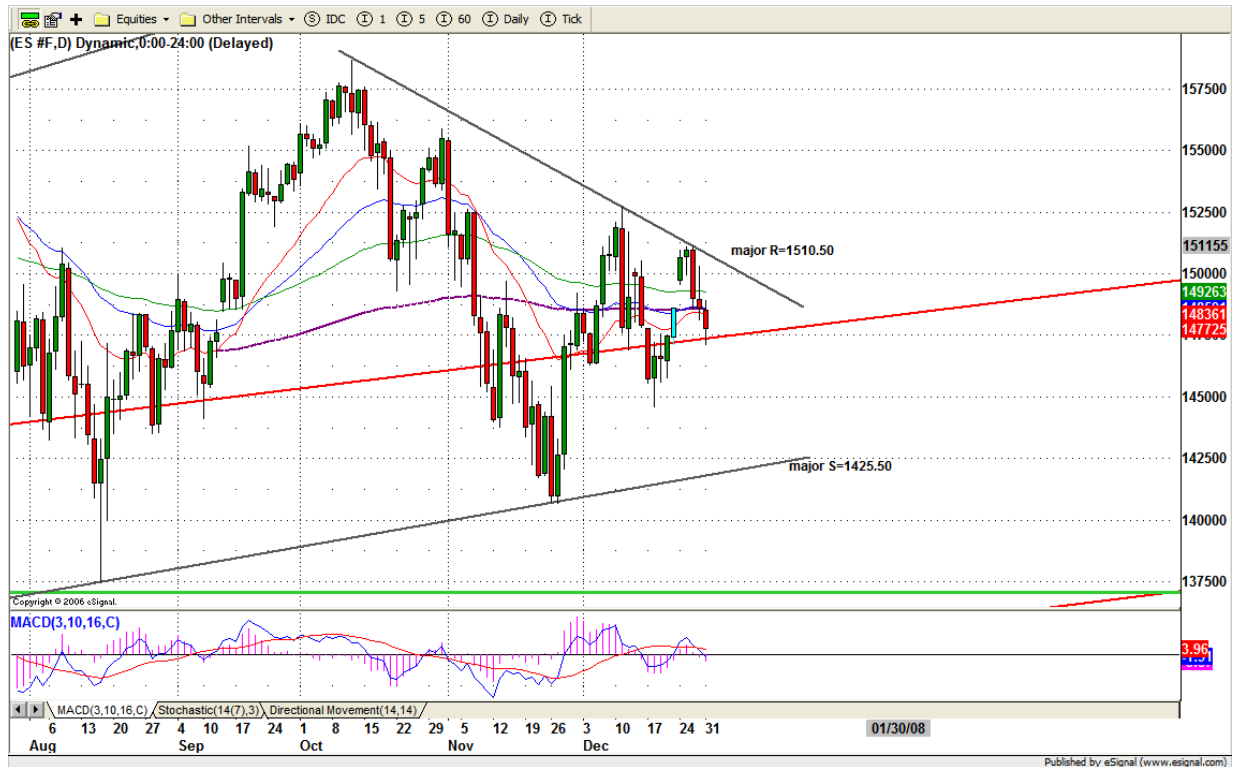 Equities Other Intervals S IDC I 1 I 5 I 60 I Daily I Tick
(ES #F,D) Dynamic,0:00-24:00 (Delayed)
157500
155000
152500
151155
major R=1510.50
150000
149263
148361
147725
145000
142500
major S=1425.50
140000
137500
Copyright © 2006 eSignal.
MACD(3,10,16,C)
3.96
MACD(3,10,16,C) Stochastic(14(7),3) Directional Movement(14,14)
6 13 20 27 4 10 17 24 1 8 15 22 29 5 12 19 26 3 10 17 24 31 01/30/08
Aug Sep Oct Nov Dec
Published by eSignal (www.esignal.com)